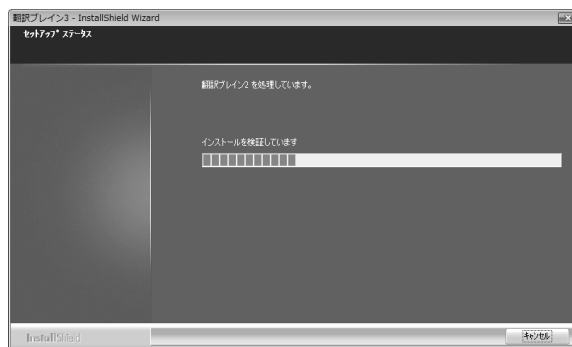 翻訳ブレイン3 - InstallShield Wizard
セットアップ ステータス
翻訳ブレイン2 を処理しています。
インストールを検証しています
InstallShield
キャンセル